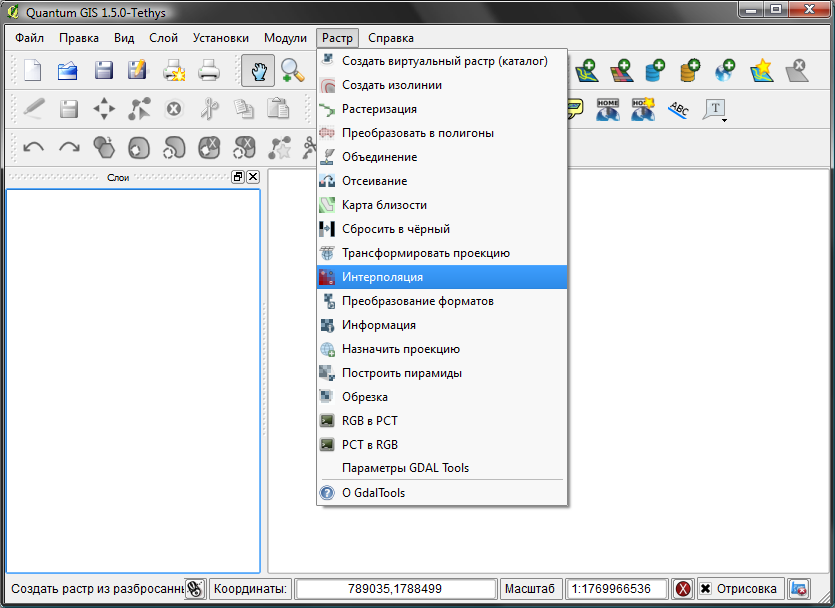 Quantum GIS 1.5.0-Tethys
Файл Правка Вид Слой Установки Модули Растр Справка
Создать виртуальный растр (каталог)
Создать изолинии
Растеризация
Преобразовать в полигоны
Объединение
Отсеивание
Карта близости
Сбросить в чёрный
Трансформировать проекцию
Интерполяция
Преобразование форматов
Информация
Назначить проекцию
Построить пирамиды
Обрезка
RGB в PCT
PCT в RGB
Параметры GDAL Tools
О GdalTools
HOME
ABC
T
Слои
Создать растр из разбросанны
Координаты: 789035,1788499 Масштаб 1:1769966536 Отрисовка